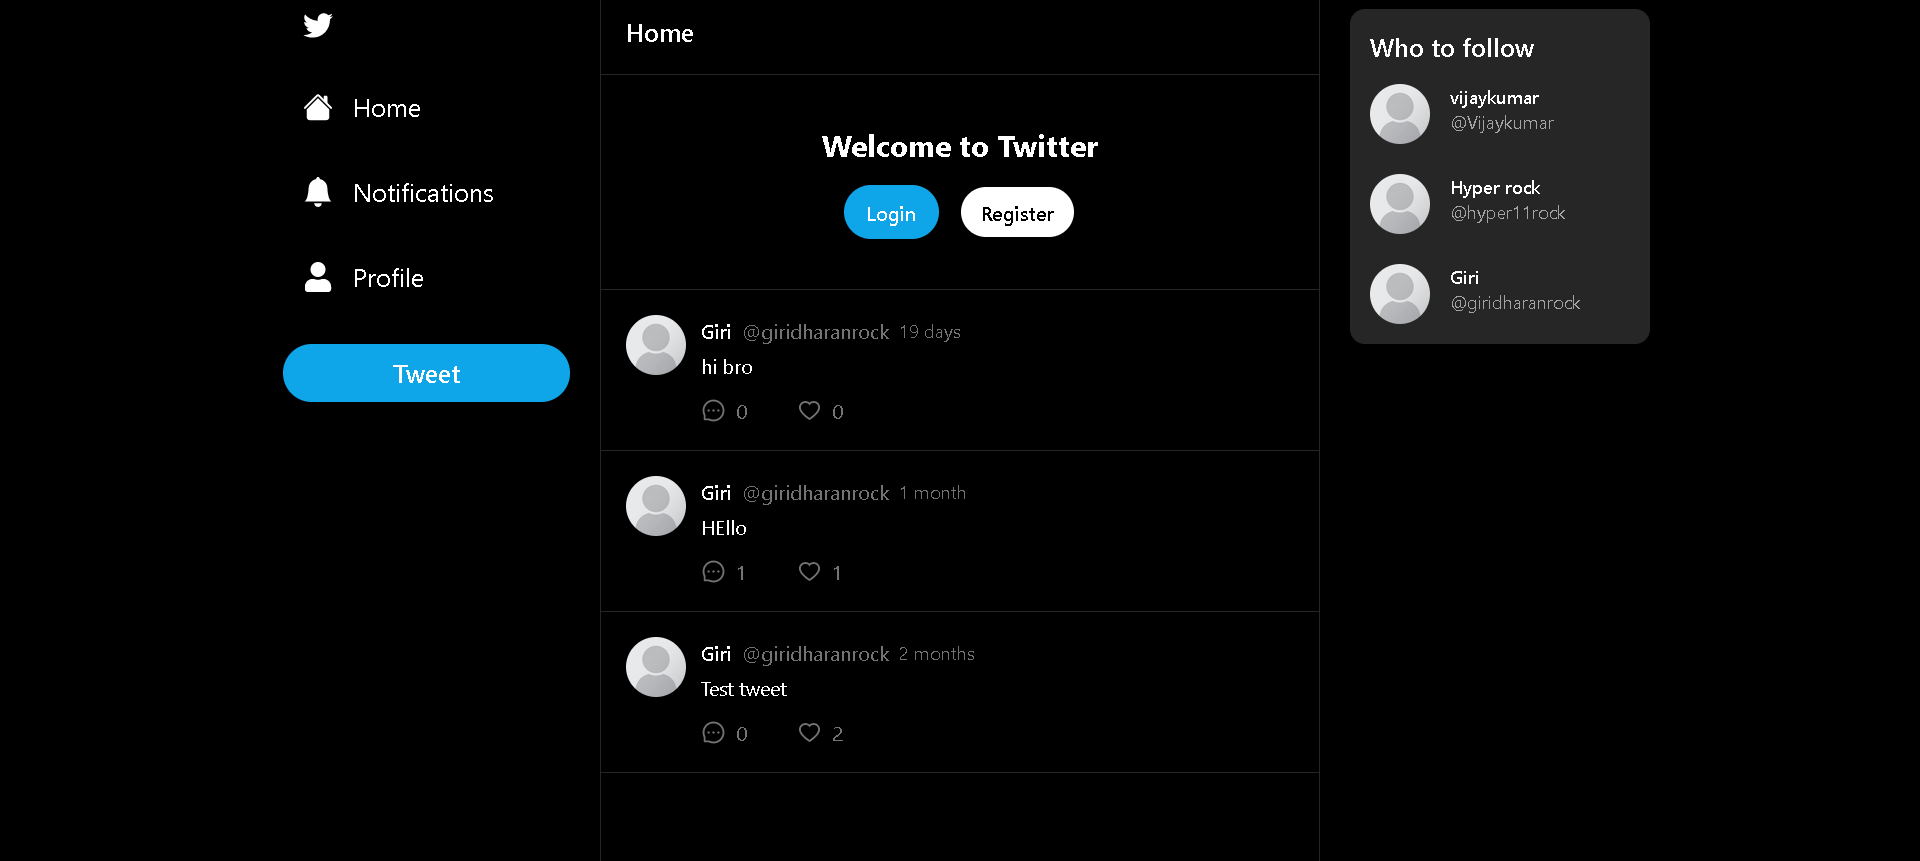 Home
Notifications
Profile
Tweet
Home
Welcome to Twitter
Login Register
Giri @giridharanrock 19 days
hi bro
0 0
Giri @giridharanrock 1 month
HEllo
1 1
Giri @giridharanrock 2 months
Test tweet
0 2
Who to follow
vijaykumar
@Vijaykumar
Hyper rock
@hyper11rock
Giri
@giridharanrock